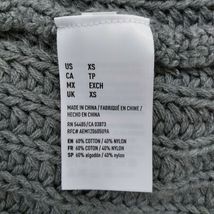 US XS
CA TP
MX EXCH
UK XS
MADE IN CHINA / FABRIQUÉ EN CHINE /
HECHO EN CHINA
RN 54485/CA 03873
RFC# AEM1206850I9A
EN 60% COTTON / 40% NYLON
FR 60% COTON / 40% NYLON
SP 60% algodón / 40% nylon